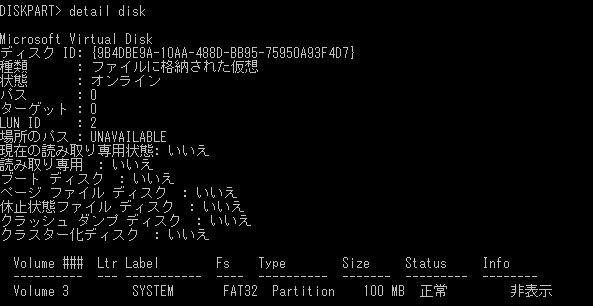 DISKPART> detail disk
Microsoft Virtual Disk
ディスク ID: {9B4DBE9A-10AA-488D-BB95-75950A93F4D7}
種類 : ファイルに格納された仮想
状態 : オンライン
パス : 0
ターゲット : 0
LUN ID : 2
場所のパス : UNAVAILABLE
現在の読み取り専用状態: いいえ
読み取り専用 : いいえ
ブート ディスク : いいえ
ページ ファイル ディスク : いいえ
休止状態ファイル ディスク : いいえ
クラッシュ ダンプ ディスク : いいえ
クラスター化ディスク : いいえ
Volume ### Ltr Label Fs Type Size Status Info
---------- --- ----------- ----- ---------- ------- --------- --------
Volume 3 SYSTEM FAT32 Partition 100 MB 正常 非表示